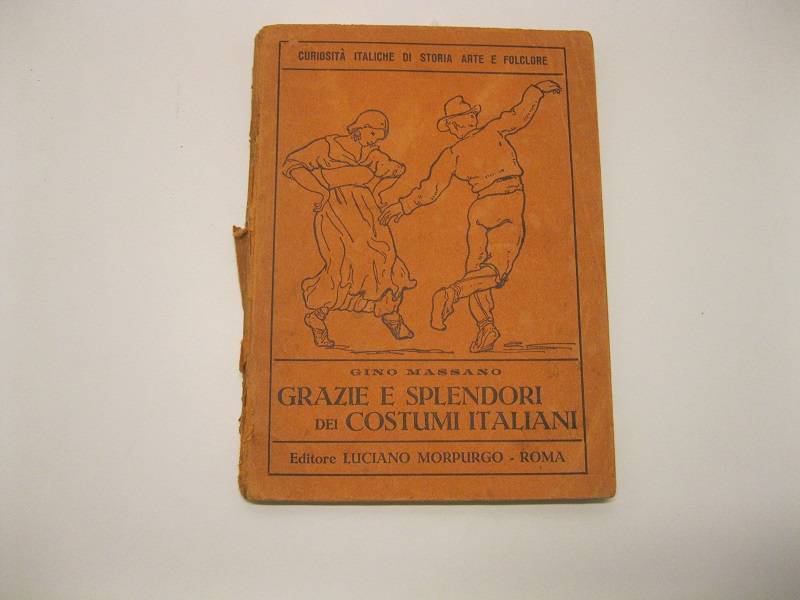 CURIOSITÀ ITALICHE DI STORIA ARTE E FOLCLORE
GINO MASSANO
GRAZIE E SPLENDORI
DEI COSTUMI ITALIANI
Editore LUCIANO MORPURGO - ROMA